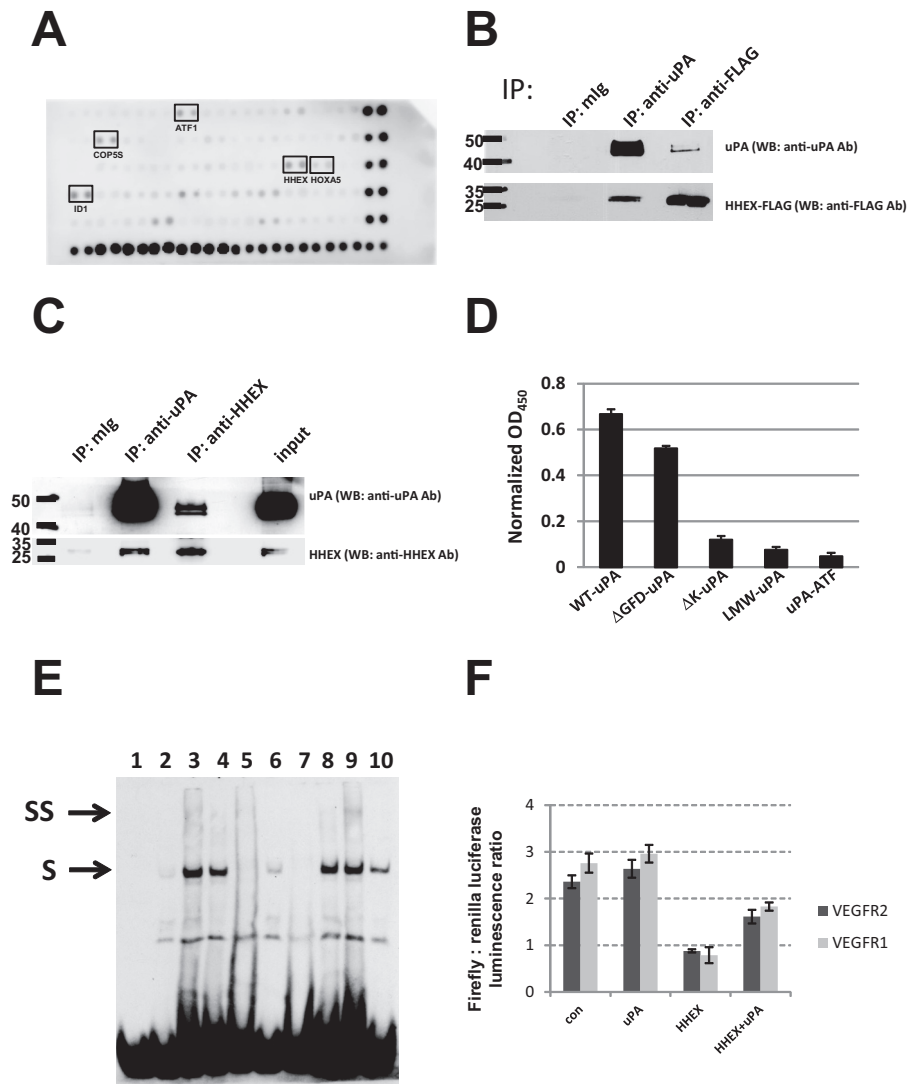 A
ATF1
COP5S
HHEX HOXA5
ID1
B
IP:
IP: mIg
IP: anti-uPA
IP: anti-FLAG
50
40
uPA (WB: anti-uPA Ab)
35
25
HHEX-FLAG (WB: anti-FLAG Ab)
C
IP: mIg
IP: anti-uPA
IP: anti-HHEX
input
50
40
uPA (WB: anti-uPA Ab)
35
25
HHEX (WB: anti-HHEX Ab)
D
Normalized OD450
0.8
0.6
0.4
0.2
0
WT-uPA
ΔGFD-uPA
ΔK-uPA
LMW-uPA
uPA-ATF
E
1 2 3 4 5 6 7 8 9 10
SS
S
F
Firefly : renilla luciferase
luminescence ratio
4
3
2
1
0
con
uPA
HHEX
HHEX+uPA
VEGFR2
VEGFR1